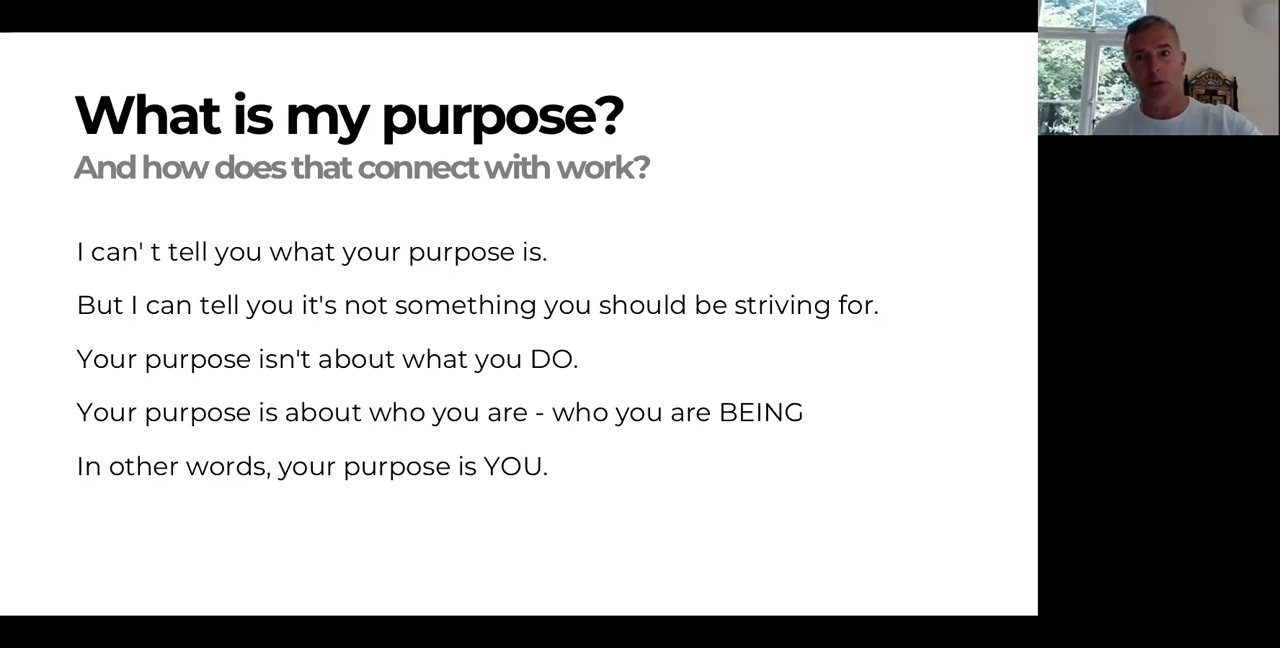 What is my purpose?
And how does that connect with work?
I can' t tell you what your purpose is.
But I can tell you it's not something you should be striving for.
Your purpose isn't about what you DO.
Your purpose is about who you are - who you are BEING
In other words, your purpose is YOU.